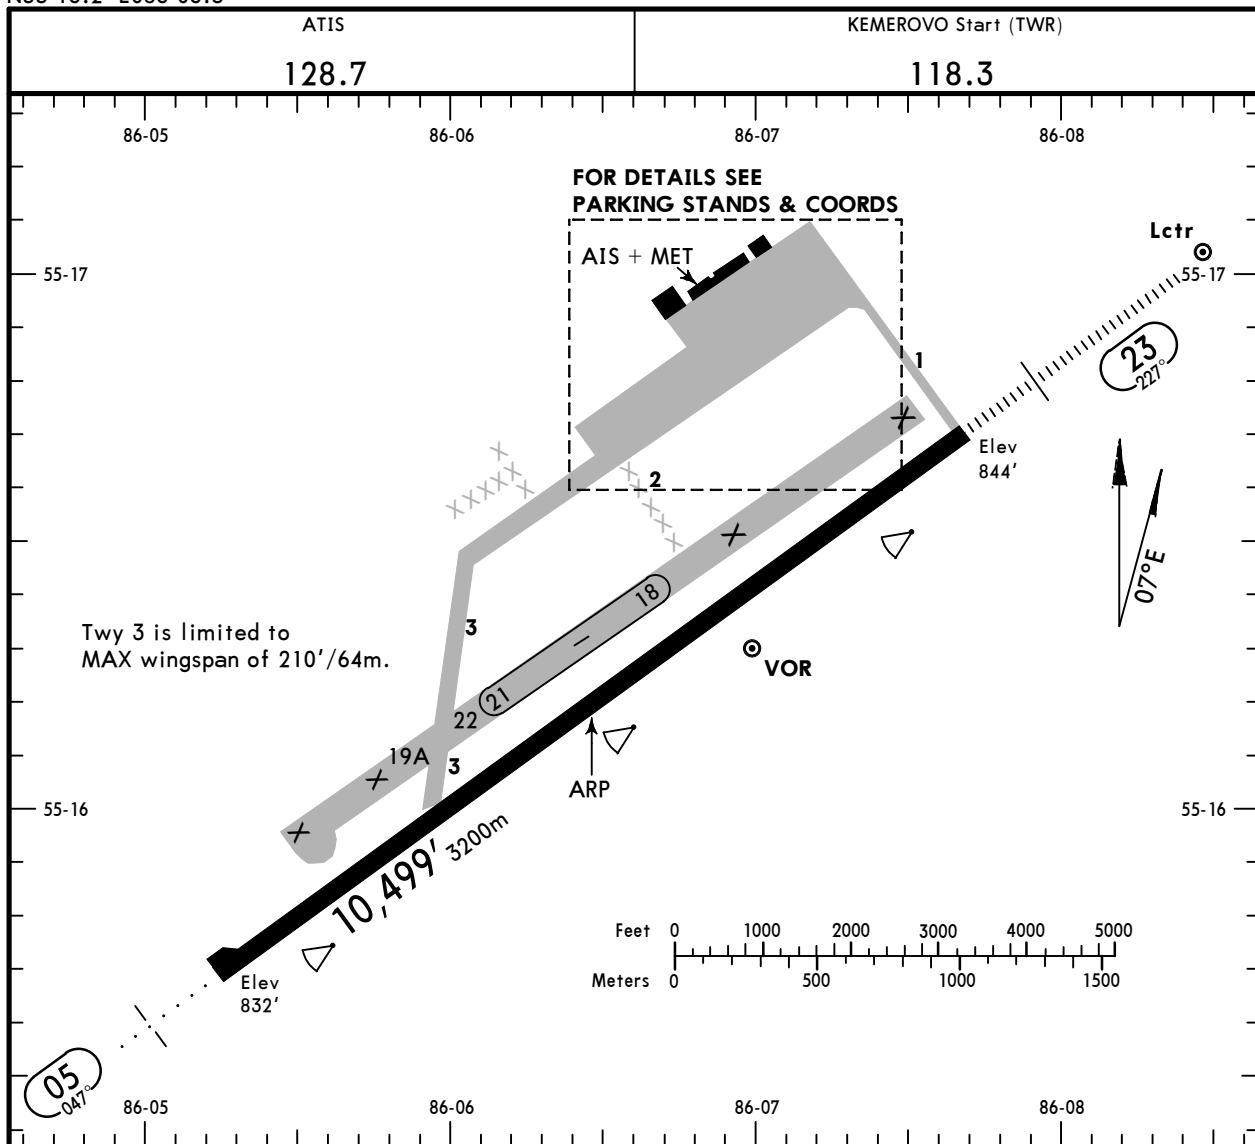 ATIS
128.7
KEMEROVO Start (TWR)
118.3
86-05
86-06
86-07
86-08
FOR DETAILS SEE
PARKING STANDS & COORDS
AIS + MET
Lctr
55-17
55-17
23
227°
1
Elev
844'
2
07°E
Twy 3 is limited to
MAX wingspan of 210'/64m.
3
18
VOR
21
22
19A
3
ARP
55-16
55-16
10,499' 3200m
Feet 0 1000 2000 3000 4000 5000
Meters 0 500 1000 1500
Elev
832'
05
047°
86-05
86-06
86-07
86-08